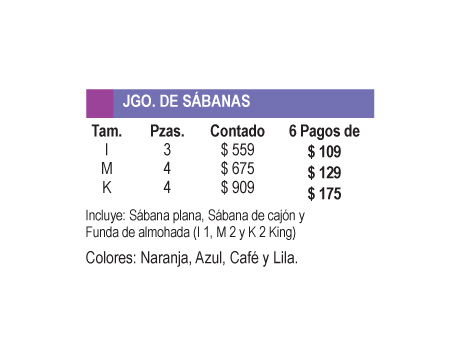 JGO. DE SÁBANAS
Tam. Pzas. Contado 6 Pagos de
I 3 $ 559 $ 109
M 4 $ 675 $ 129
K 4 $ 909 $ 175
Incluye: Sábana plana, Sábana de cajón y
Funda de almohada (I 1, M 2 y K 2 King)
Colores: Naranja, Azul, Café y Lila.